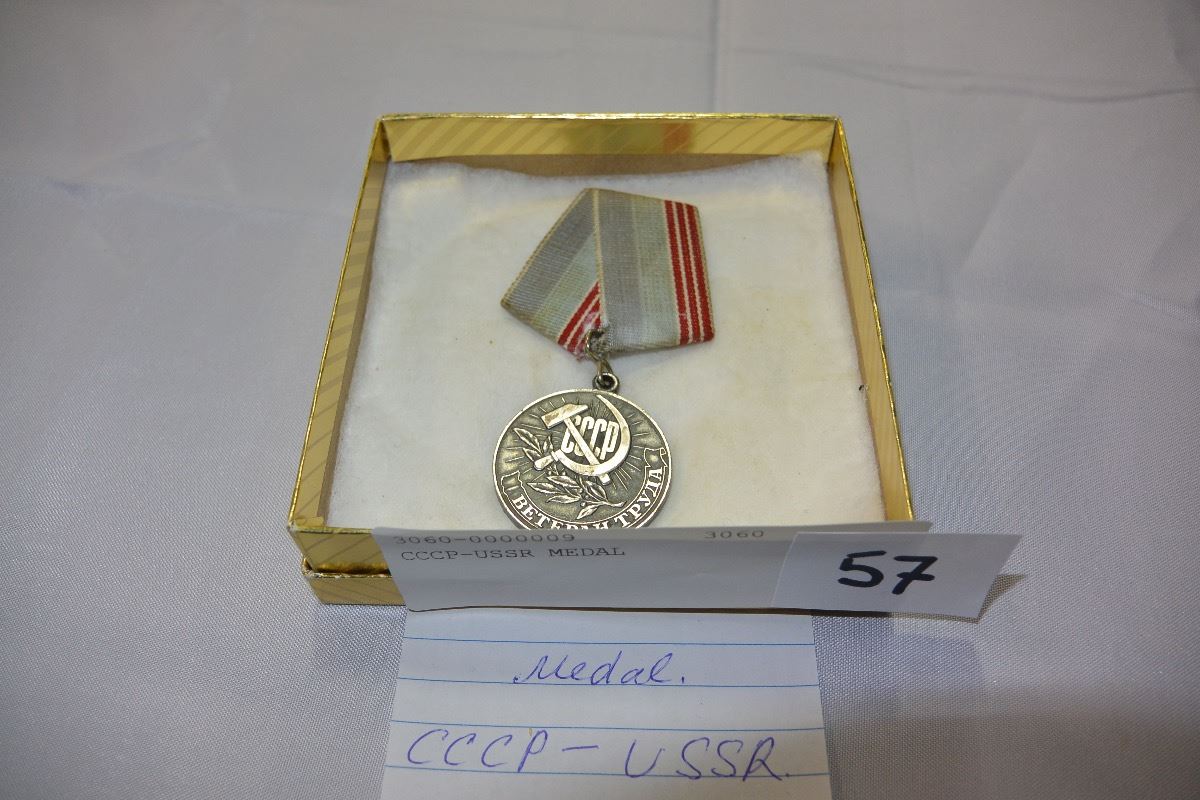 СССР
ВЕТЕРАН ТРУДА
3060-0000009 3060
CCCP-USSR MEDAL
57
Medal.
CCCP - USSR.